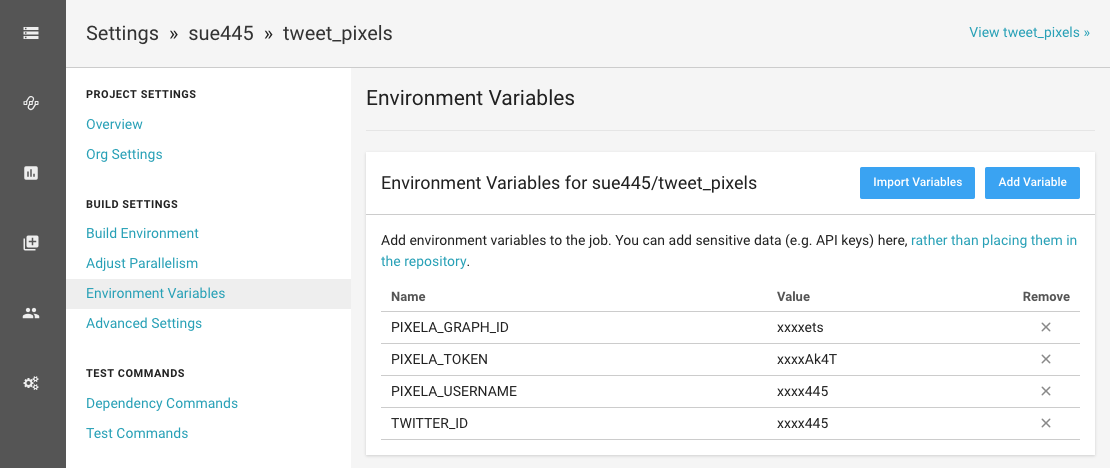 Settings » sue445 » tweet_pixels
View tweet_pixels »
PROJECT SETTINGS
Overview
Org Settings
BUILD SETTINGS
Build Environment
Adjust Parallelism
Environment Variables
Advanced Settings
TEST COMMANDS
Dependency Commands
Test Commands
Environment Variables
Environment Variables for sue445/tweet_pixels
Import Variables
Add Variable
Add environment variables to the job. You can add sensitive data (e.g. API keys) here, rather than placing them in
the repository.
Name Value Remove
PIXELA_GRAPH_ID xxxxets ×
PIXELA_TOKEN xxxxAk4T ×
PIXELA_USERNAME xxxx445 ×
TWITTER_ID xxxx445 ×